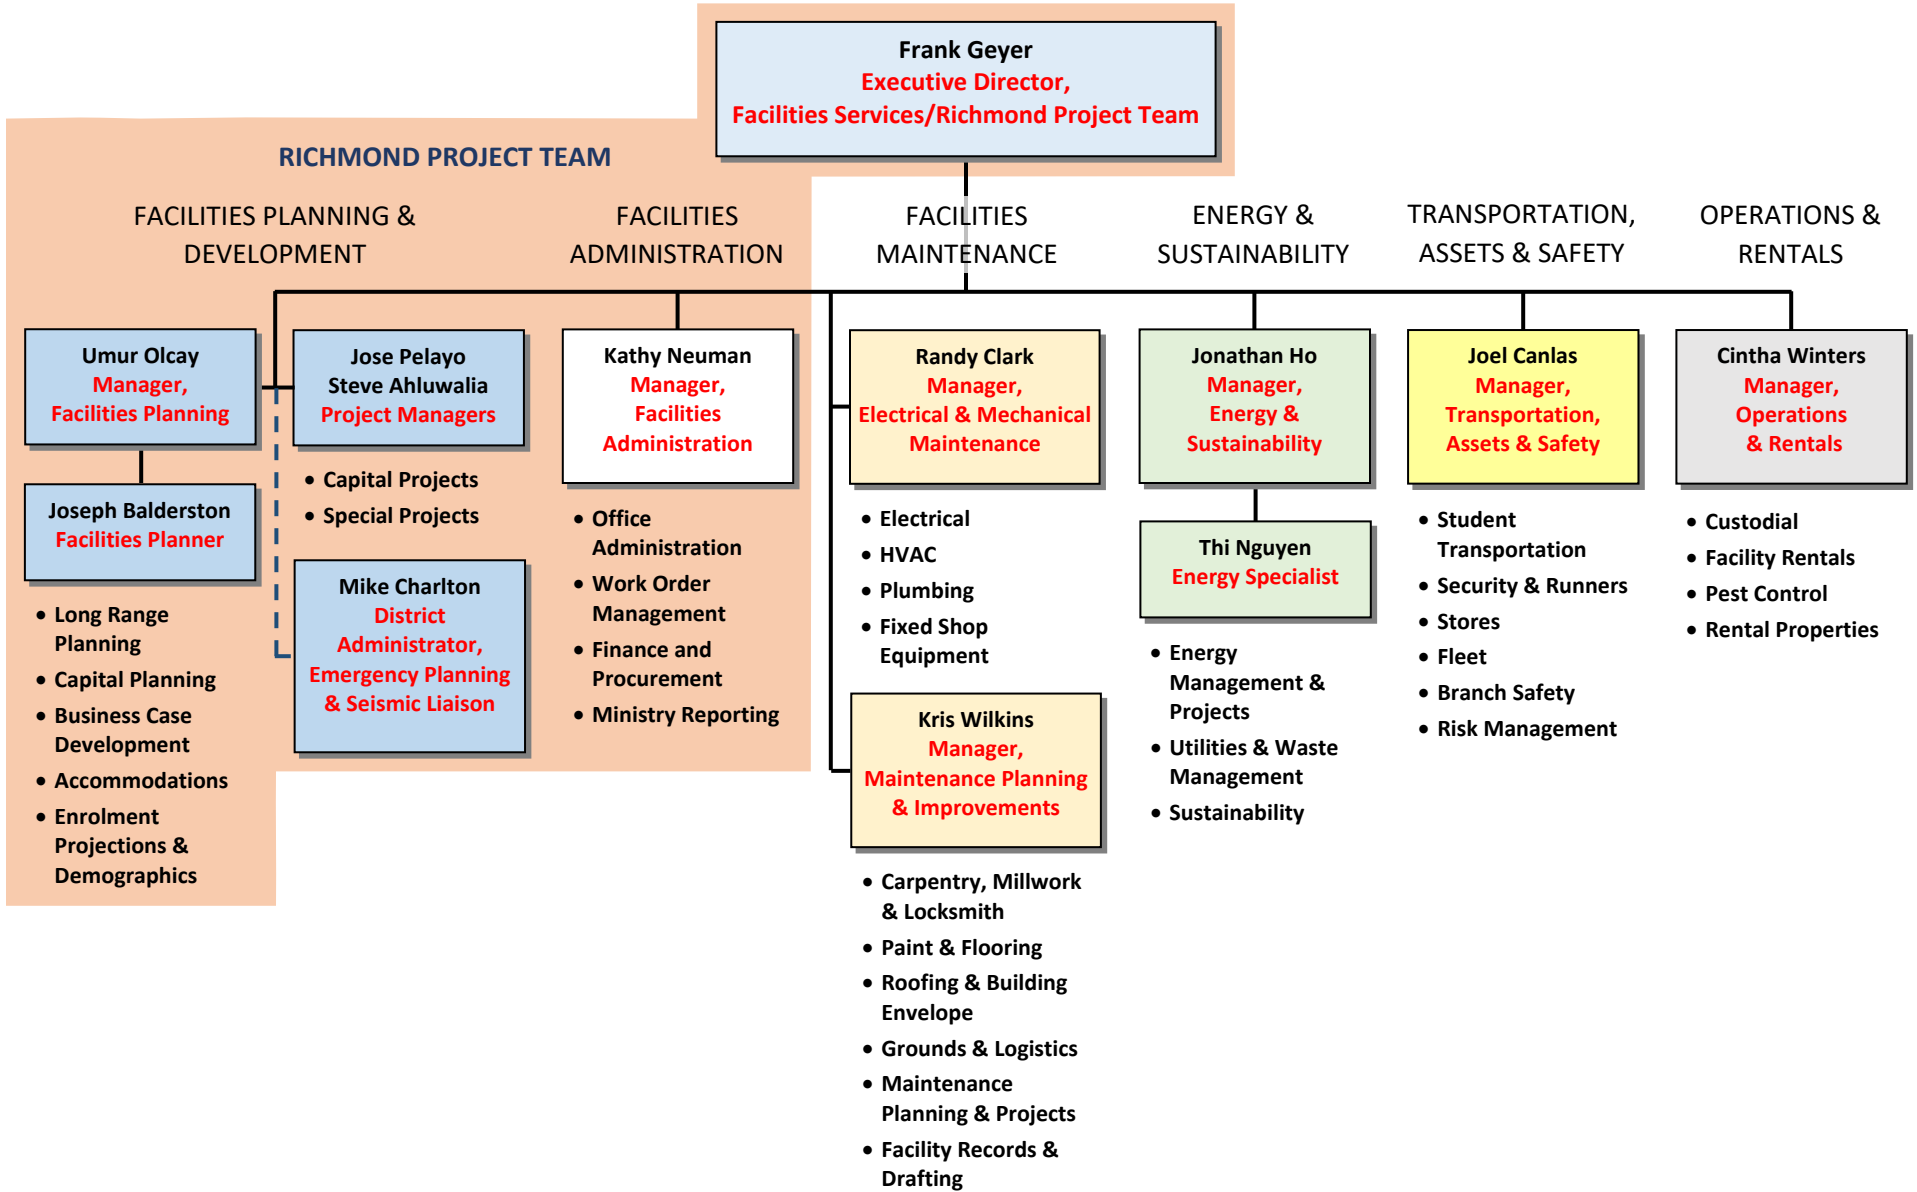 Frank Geyer
Executive Director,
Facilities Services/Richmond Project Team
RICHMOND PROJECT TEAM
FACILITIES PLANNING &
DEVELOPMENT
FACILITIES
ADMINISTRATION
FACILITIES
MAINTENANCE
ENERGY &
SUSTAINABILITY
TRANSPORTATION,
ASSETS & SAFETY
OPERATIONS &
RENTALS
Umur Olcay
Manager,
Facilities Planning
Joseph Balderston
Facilities Planner
• Long Range
Planning
• Capital Planning
• Business Case
Development
• Accommodations
• Enrolment
Projections &
Demographics
Jose Pelayo
Steve Ahluwalia
Project Managers
• Capital Projects
• Special Projects
Mike Charlton
District
Administrator,
Emergency Planning
& Seismic Liaison
Kathy Neuman
Manager,
Facilities
Administration
• Office
Administration
• Work Order
Management
• Finance and
Procurement
• Ministry Reporting
Randy Clark
Manager,
Electrical & Mechanical
Maintenance
• Electrical
• HVAC
• Plumbing
• Fixed Shop
Equipment
Kris Wilkins
Manager,
Maintenance Planning
& Improvements
• Carpentry, Millwork
& Locksmith
• Paint & Flooring
• Roofing & Building
Envelope
• Grounds & Logistics
• Maintenance
Planning & Projects
• Facility Records &
Drafting
Jonathan Ho
Manager,
Energy &
Sustainability
Thi Nguyen
Energy Specialist
• Energy
Management &
Projects
• Utilities & Waste
Management
• Sustainability
Joel Canlas
Manager,
Transportation,
Assets & Safety
• Student
Transportation
• Security & Runners
• Stores
• Fleet
• Branch Safety
• Risk Management
Cintha Winters
Manager,
Operations
& Rentals
• Custodial
• Facility Rentals
• Pest Control
• Rental Properties